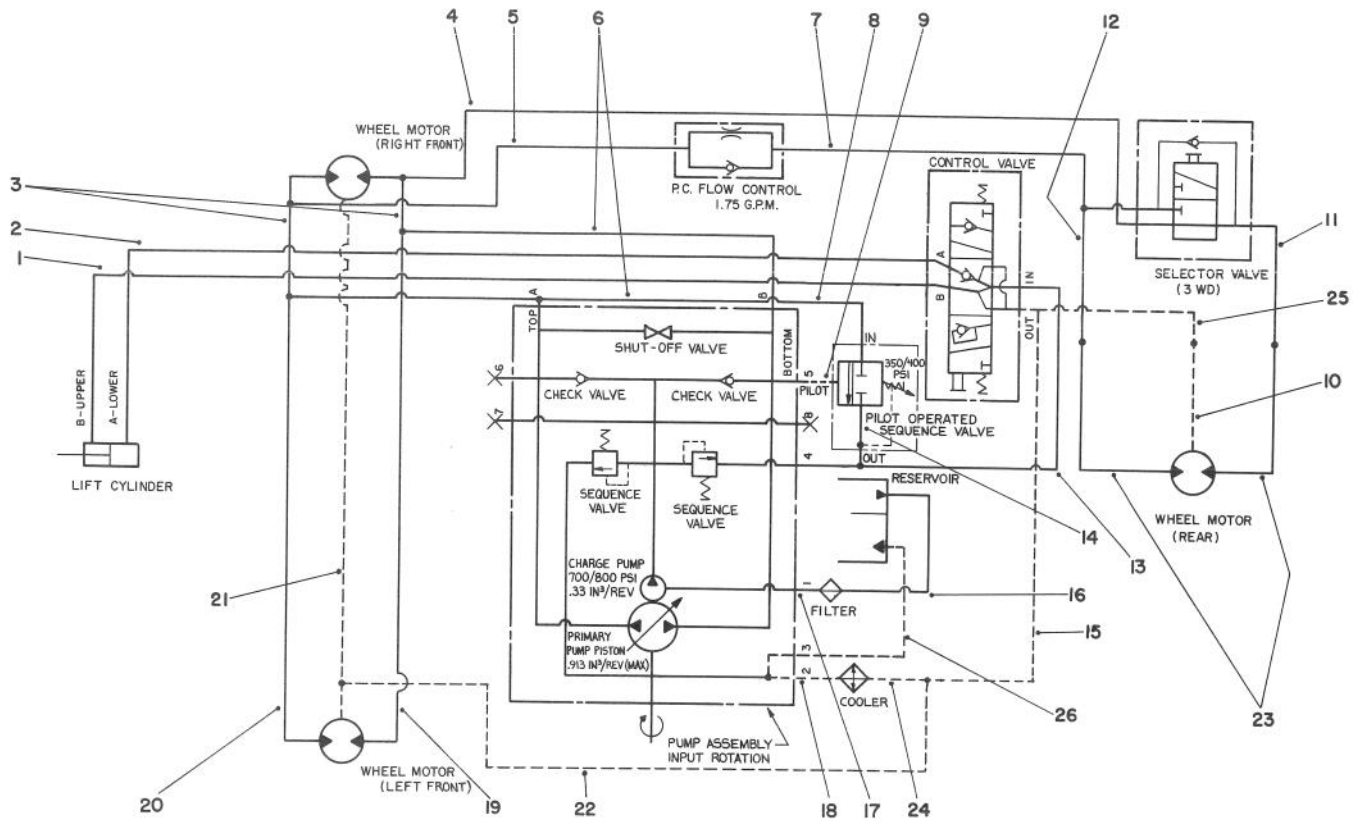 4
5
6
7
8
9
12
WHEEL MOTOR
(RIGHT FRONT)
P.C. FLOW CONTROL
1.75 G.P.M.
CONTROL VALVE
SELECTOR VALVE
(3 WD)
3
2
1
11
25
10
A
B
IN
OUT
A
B
TOP
BOTTOM
SHUT-OFF VALVE
IN
350/400
PSI
5
PILOT
6
CHECK VALVE
CHECK VALVE
7
8
PILOT OPERATED
SEQUENCE VALVE
4
OUT
B-UPPER
A-LOWER
LIFT CYLINDER
SEQUENCE
VALVE
SEQUENCE
VALVE
RESERVOIR
14
13
WHEEL MOTOR
(REAR)
CHARGE PUMP
700/800 PSI
.33 IN³/REV
1
FILTER
16
15
21
PRIMARY
PUMP PISTON
.913 IN³/REV(MAX)
3
2
COOLER
26
23
PUMP ASSEMBLY
INPUT ROTATION
WHEEL MOTOR
(LEFT FRONT)
20
19
22
18
17
24